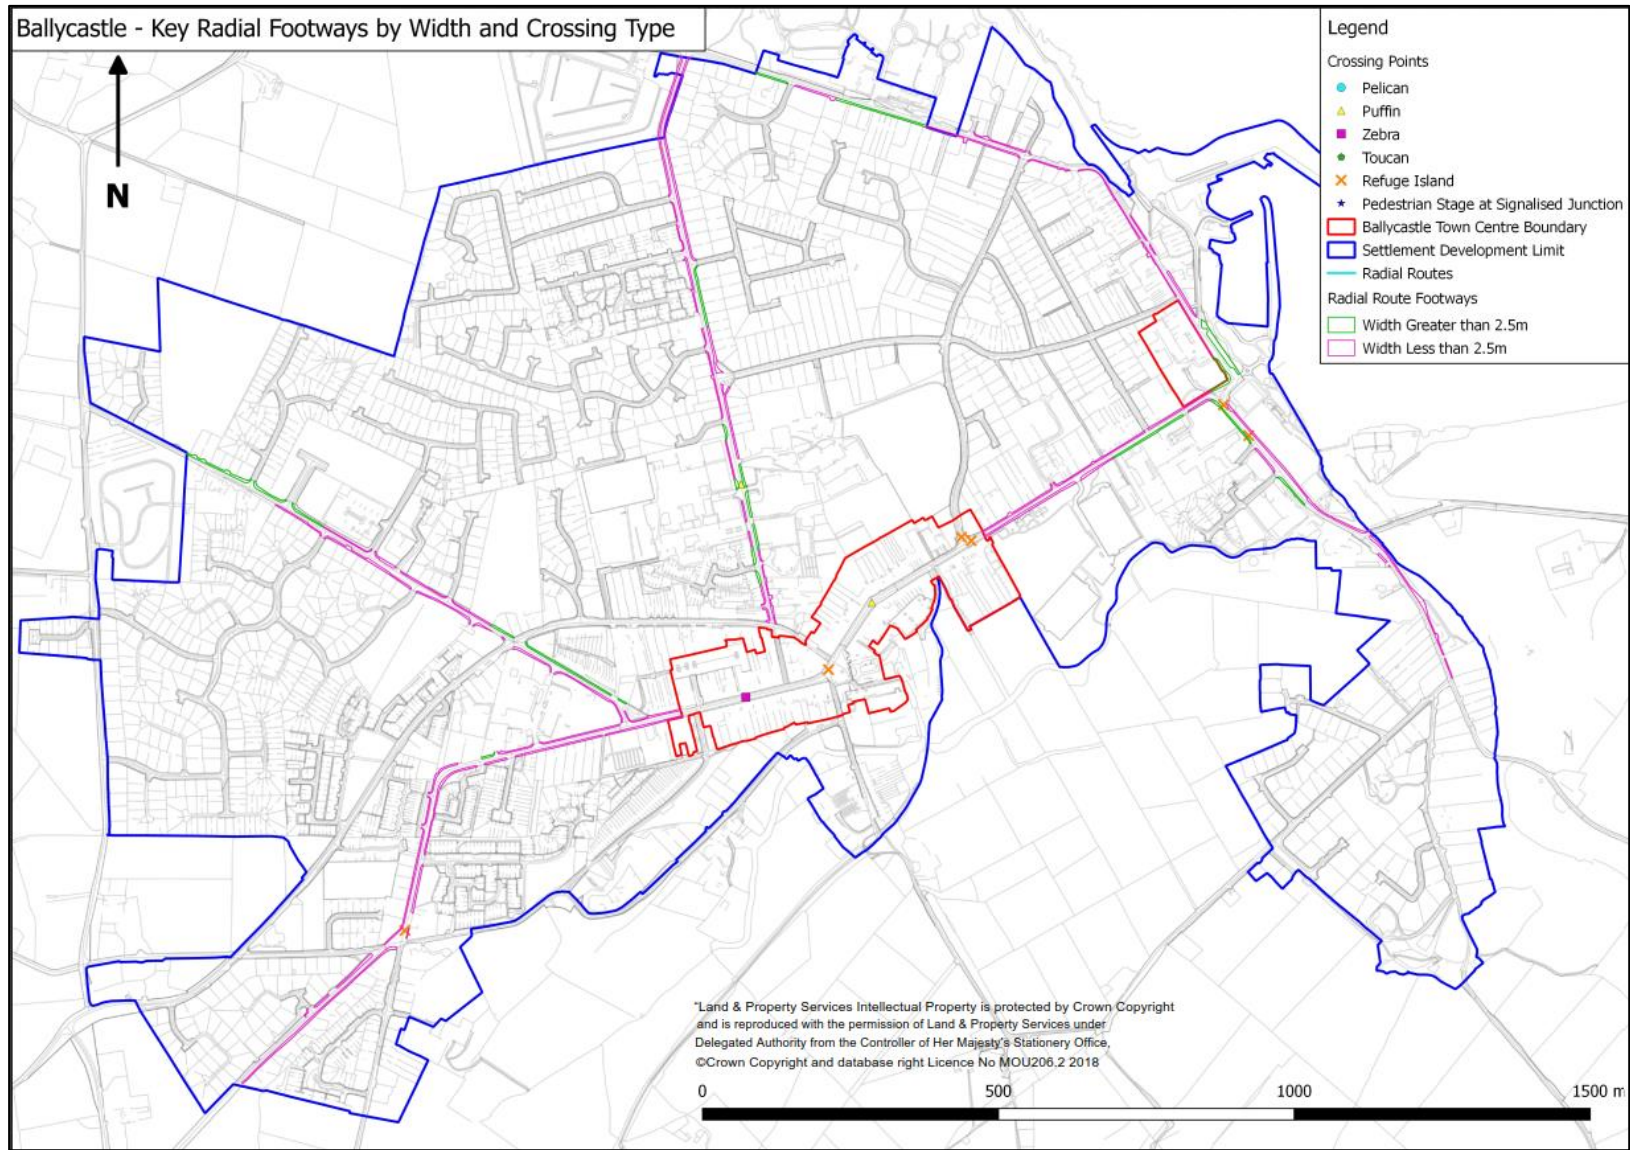 Ballycastle - Key Radial Footways by Width and Crossing Type
N
Legend
Crossing Points
Pelican
Puffin
Zebra
Toucan
Refuge Island
Pedestrian Stage at Signalised Junction
Ballycastle Town Centre Boundary
Settlement Development Limit
Radial Routes
Radial Route Footways
Width Greater than 2.5m
Width Less than 2.5m
"Land & Property Services Intellectual Property is protected by Crown Copyright
and is reproduced with the permission of Land & Property Services under
Delegated Authority from the Controller of Her Majesty's Stationery Office,
©Crown Copyright and database right Licence No MOU206.2 2018
0 500 1000 1500 m